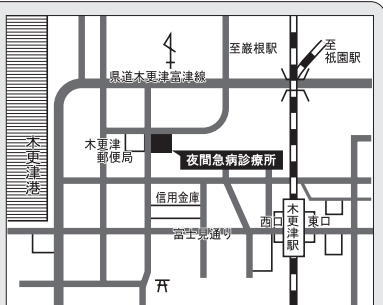 至巌根駅
至
祇園駅
県道木更津富津線
木更津
郵便局
夜間急病診療所
木更津港
信用金庫
西口
木更津駅
東口
富士見通り